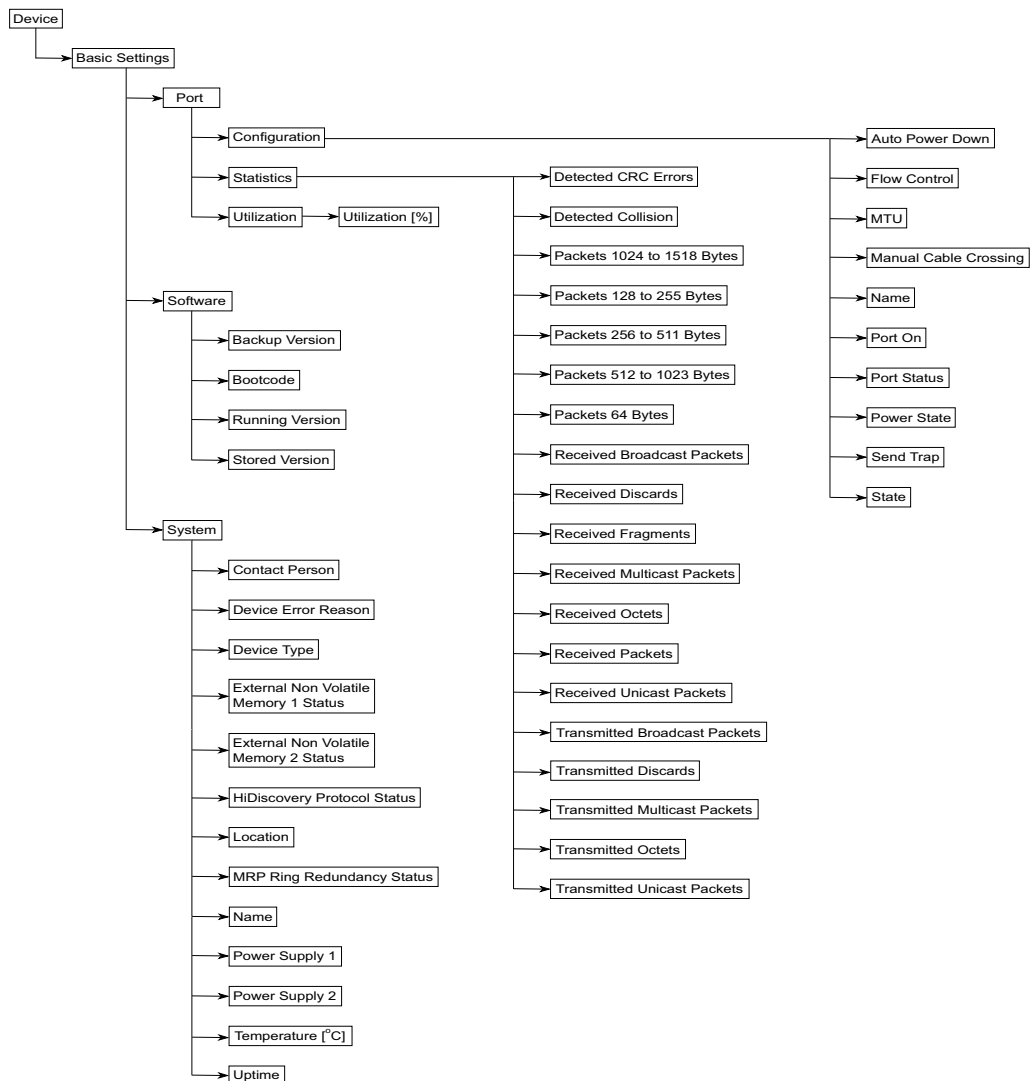 Device
Basic Settings
Port
Configuration
Statistics
Utilization
Utilization [%]
Auto Power Down
Flow Control
MTU
Manual Cable Crossing
Name
Port On
Port Status
Power State
Send Trap
State
Detected CRC Errors
Detected Collision
Packets 1024 to 1518 Bytes
Packets 128 to 255 Bytes
Packets 256 to 511 Bytes
Packets 512 to 1023 Bytes
Packets 64 Bytes
Received Broadcast Packets
Received Discards
Received Fragments
Received Multicast Packets
Received Octets
Received Packets
Received Unicast Packets
Transmitted Broadcast Packets
Transmitted Discards
Transmitted Multicast Packets
Transmitted Octets
Transmitted Unicast Packets
Software
Backup Version
Bootcode
Running Version
Stored Version
System
Contact Person
Device Error Reason
Device Type
External Non Volatile
Memory 1 Status
External Non Volatile
Memory 2 Status
HiDiscovery Protocol Status
Location
MRP Ring Redundancy Status
Name
Power Supply 1
Power Supply 2
Temperature [°C]
Uptime